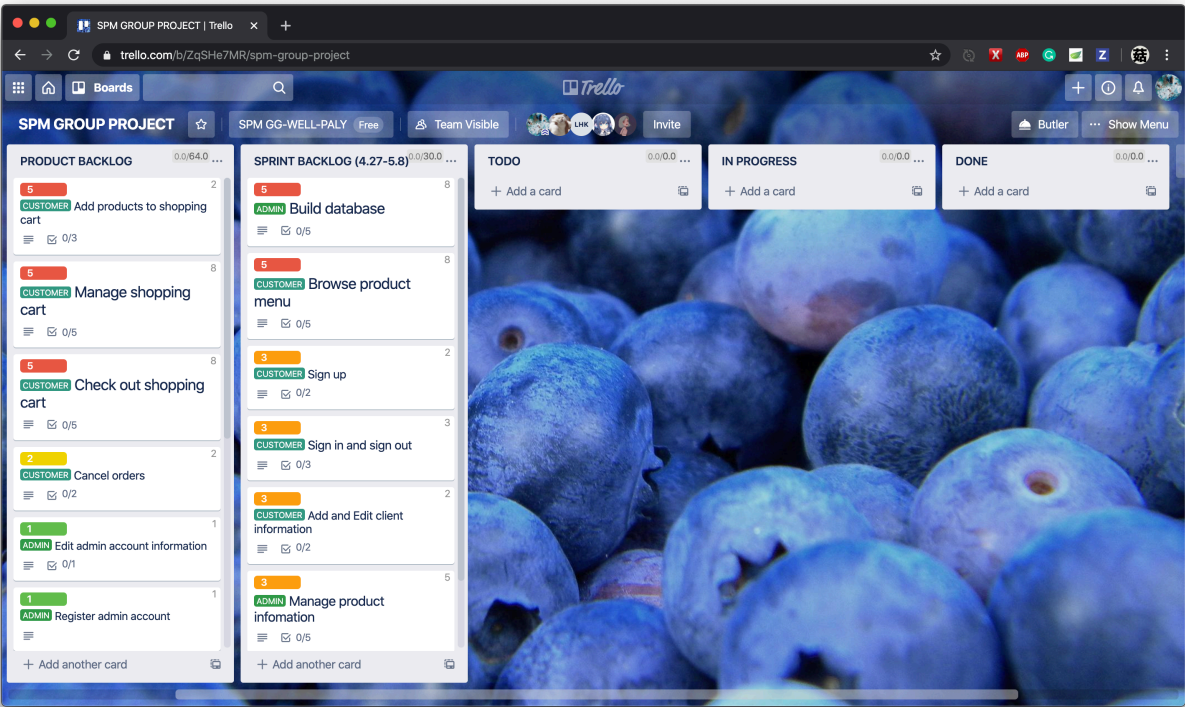 SPM GROUP PROJECT | Trello
trello.com/b/ZqSHe7MR/spm-group-project
ABP
Z
Boards
Trello
SPM GROUP PROJECT
SPM GG-WELL-PALY Free
Team Visible
LHK
Invite
Butler
Show Menu
PRODUCT BACKLOG
0.0/64.0
5
2
CUSTOMER Add products to shopping
cart
0/3
5
8
CUSTOMER Manage shopping
cart
0/5
5
8
CUSTOMER Check out shopping
cart
0/5
2
2
CUSTOMER Cancel orders
0/2
1
1
ADMIN Edit admin account information
0/1
1
1
ADMIN Register admin account
+ Add another card
SPRINT BACKLOG (4.27-5.8)
0.0/30.0
5
8
ADMIN Build database
0/5
5
8
CUSTOMER Browse product
menu
0/5
3
2
CUSTOMER Sign up
0/2
3
3
CUSTOMER Sign in and sign out
0/3
3
2
CUSTOMER Add and Edit client
information
0/2
3
5
ADMIN Manage product
infomation
0/5
+ Add another card
TODO
0.0/0.0
+ Add a card
IN PROGRESS
0.0/0.0
+ Add a card
DONE
0.0/0.0
+ Add a card